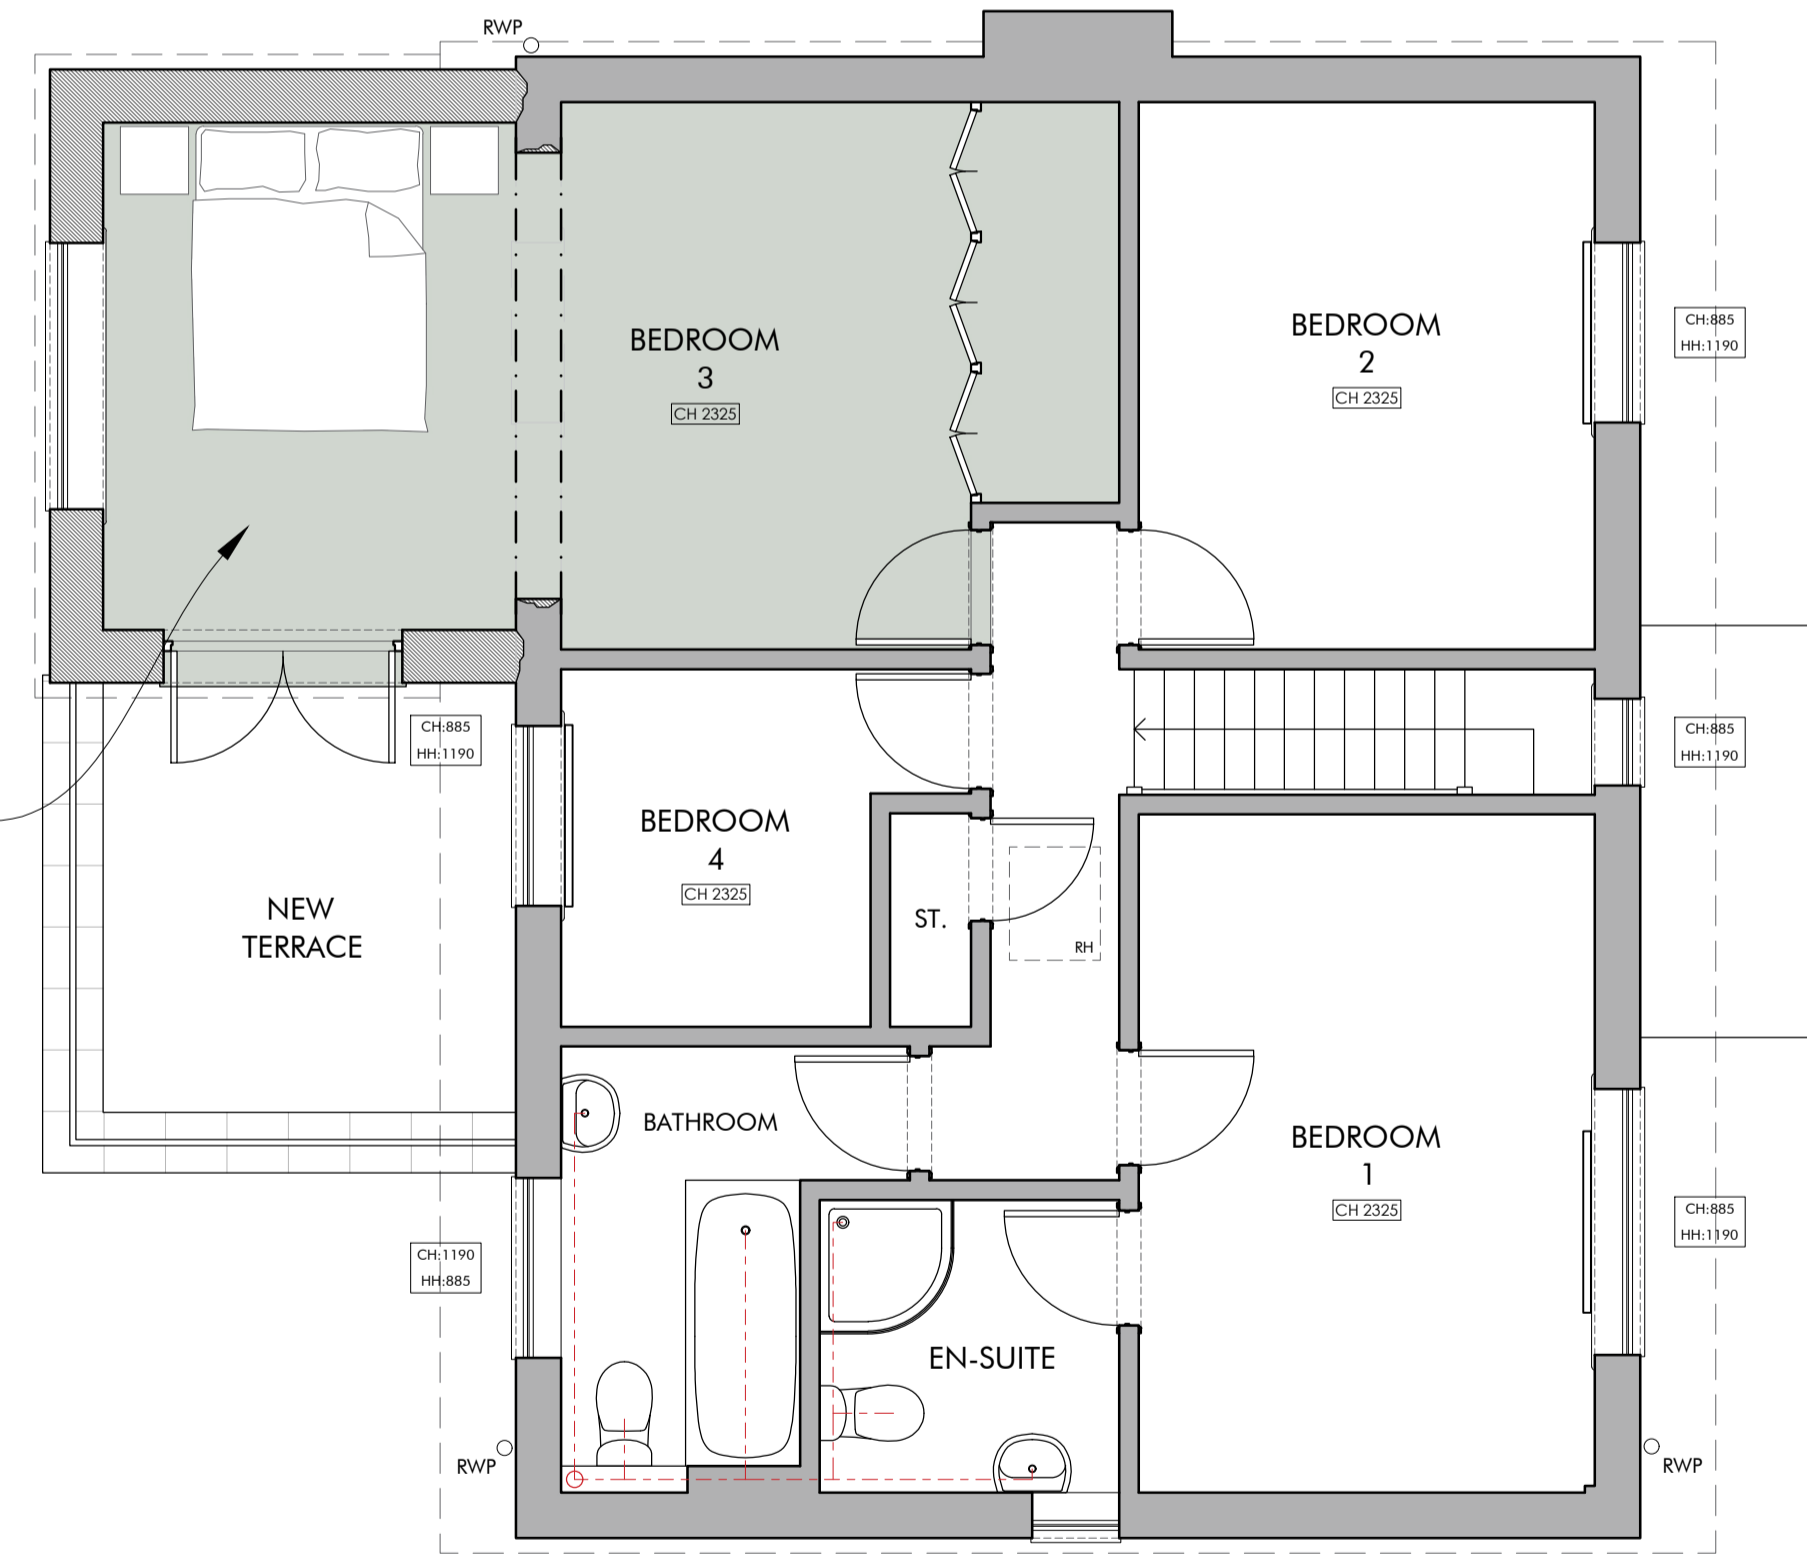 RWP
BEDROOM
3
CH 2325
BEDROOM
2
CH 2325
CH:885
HH:1190
CH:885
HH:1190
CH:885
HH:1190
BEDROOM
4
CH 2325
NEW
TERRACE
ST.
RH
BATHROOM
BEDROOM
1
CH 2325
CH:885
HH:1190
CH:1190
HH:885
EN-SUITE
RWP
RWP